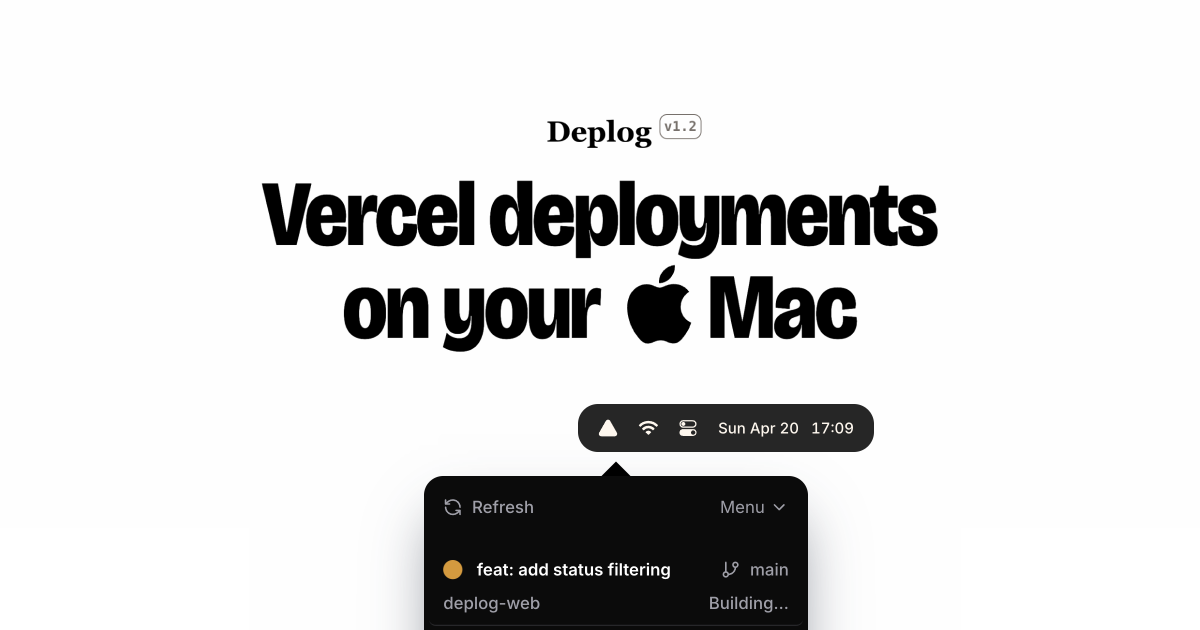 Deplog v1.2
Vercel deployments
on your Mac
Sun Apr 20 17:09
Refresh Menu
feat: add status filtering main
deplog-web Building...